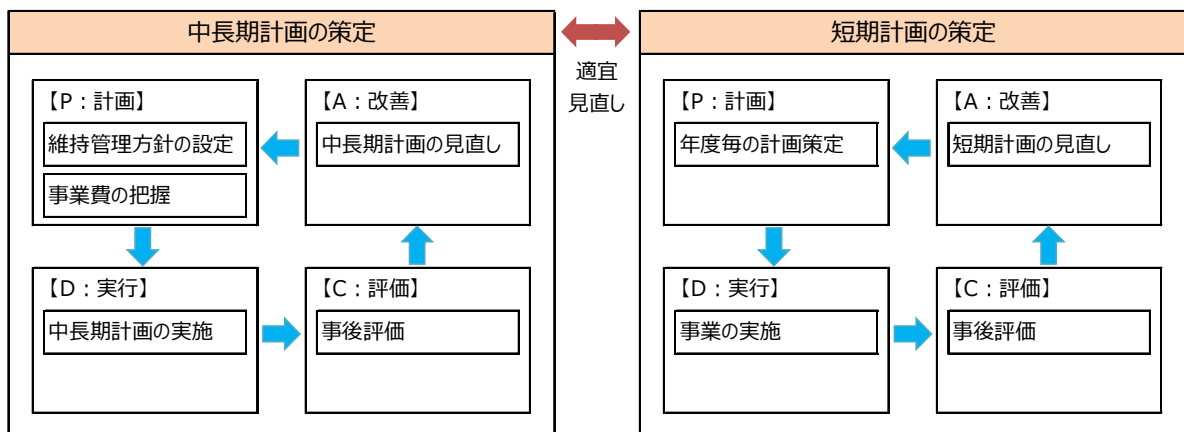 中長期計画の策定
【P：計画】
維持管理方針の設定
事業費の把握
【A：改善】
中長期計画の見直し
【D：実行】
中長期計画の実施
【C：評価】
事後評価
適宜
見直し
短期計画の策定
【P：計画】
年度毎の計画策定
【A：改善】
短期計画の見直し
【D：実行】
事業の実施
【C：評価】
事後評価